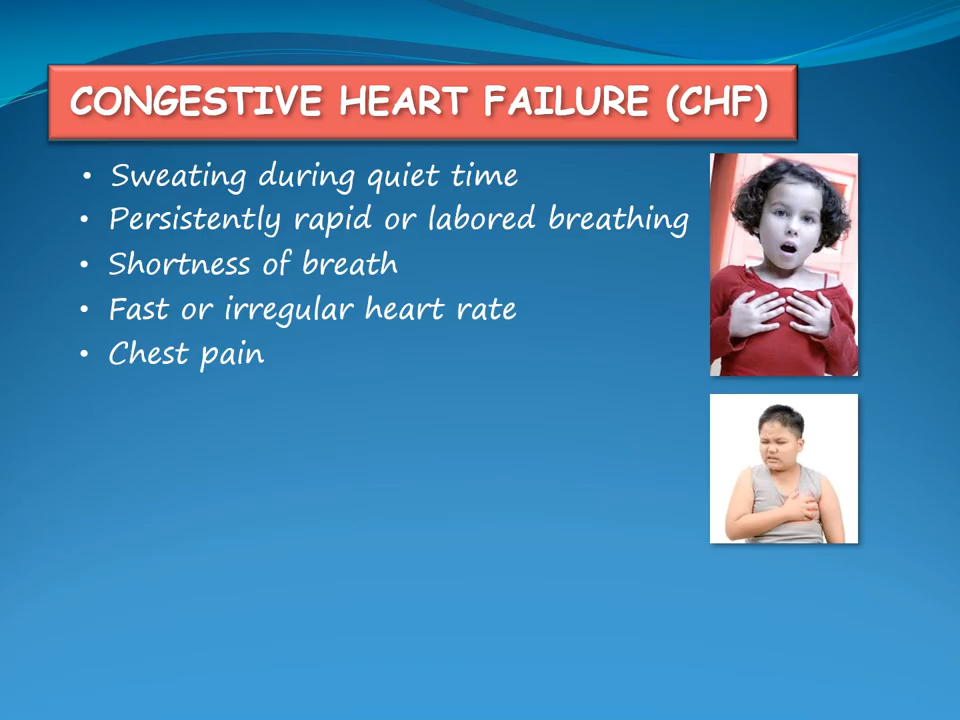 CONGESTIVE HEART FAILURE (CHF)
• Sweating during quiet time
• Persistently rapid or labored breathing
• Shortness of breath
• Fast or irregular heart rate
• Chest pain